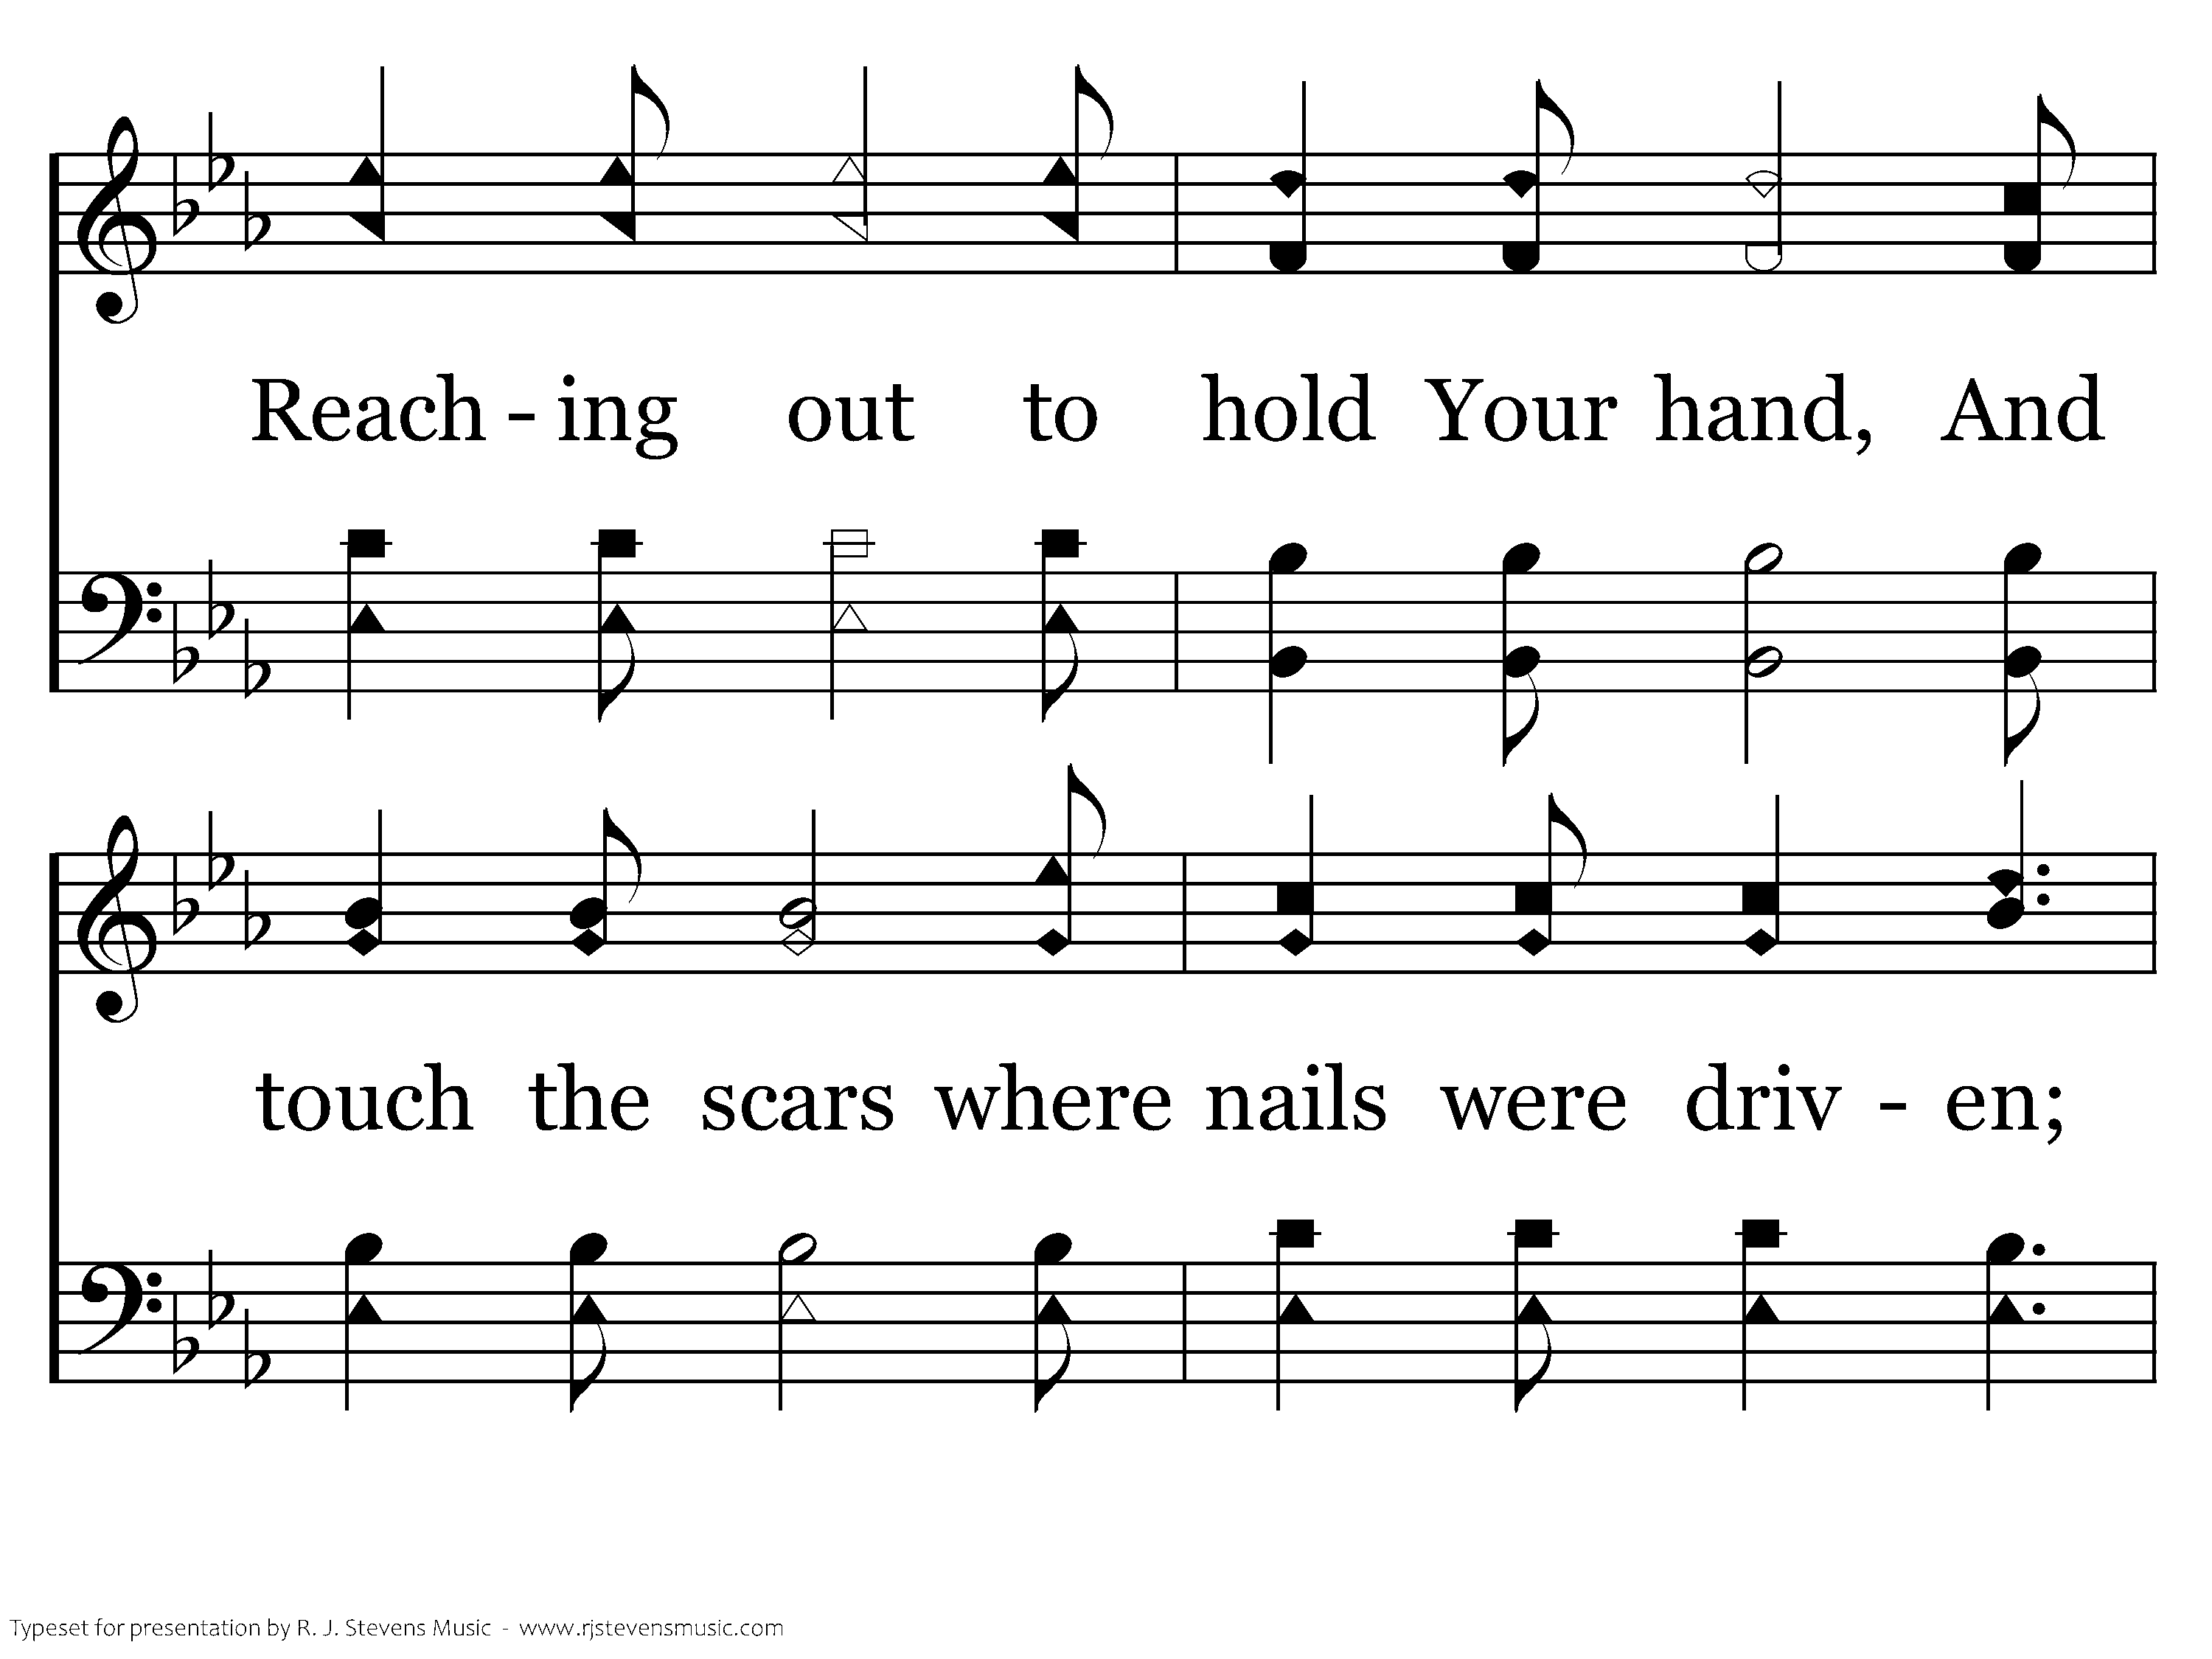 Reach - ing out to hold Your hand, And
touch the scars where nails were driv - en;
Typeset for presentation by R. J. Stevens Music - www.rjstevensmusic.com